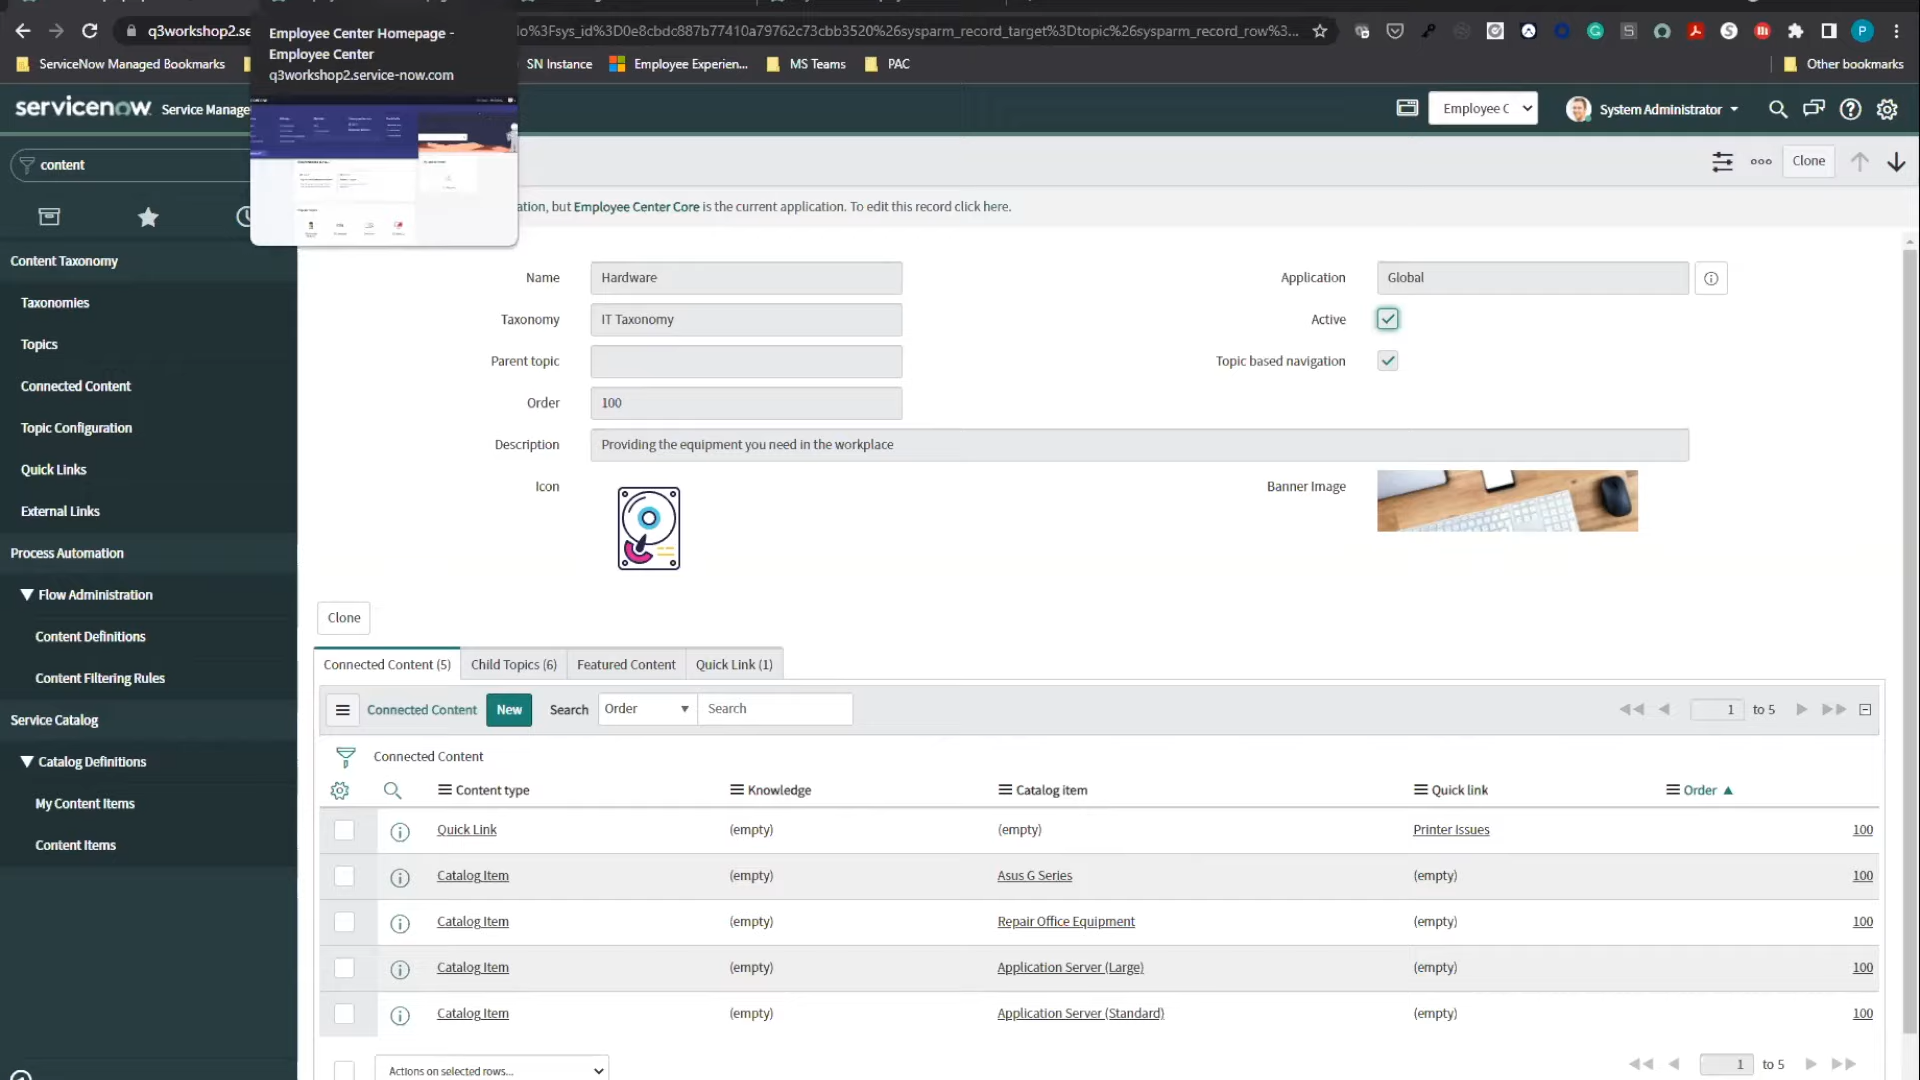 q3workshop2.se
lo%3Fsys_id%3D0e8cbdc887b77410a79762c73cbb3520%26sysparm_record_target%3Dtopic%26sysparm_record_row%3...
Employee Center Homepage -
Employee Center
q3workshop2.service-now.com
ServiceNow Managed Bookmarks
SN Instance
Employee Experien...
MS Teams
PAC
Other bookmarks
servicenow
Service Manage
Employee C
System Administrator
content
Clone
ation, but Employee Center Core is the current application. To edit this record click here.
Content Taxonomy
Taxonomies
Topics
Connected Content
Topic Configuration
Quick Links
External Links
Process Automation
Flow Administration
Content Definitions
Content Filtering Rules
Service Catalog
Catalog Definitions
My Content Items
Content Items
Name
Hardware
Application
Global
Taxonomy
IT Taxonomy
Active
Parent topic
Topic based navigation
Order
100
Description
Providing the equipment you need in the workplace
Icon
Banner Image
Clone
Connected Content (5)
Child Topics (6)
Featured Content
Quick Link (1)
Connected Content
New
Search
Order
Search
1
to 5
Connected Content
Content type
Knowledge
Catalog item
Quick link
Order
Quick Link
(empty)
(empty)
Printer Issues
100
Catalog Item
(empty)
Asus G Series
(empty)
100
Catalog Item
(empty)
Repair Office Equipment
(empty)
100
Catalog Item
(empty)
Application Server (Large)
(empty)
100
Catalog Item
(empty)
Application Server (Standard)
(empty)
100
Actions on selected rows...
1
to 5